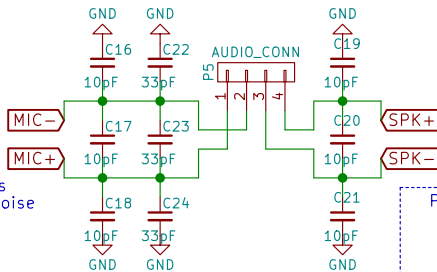 GND GND GND
C16 C22 C19
AUDIO_CONN
P5
10pF 33pF 10pF
1 2 3 4
MIC- C17 C23 C20 SPK+
MIC+ 10pF 33pF 10pF SPK-
s
oise
C18 C24 C21
P
10pF 33pF 10pF
GND GND GND